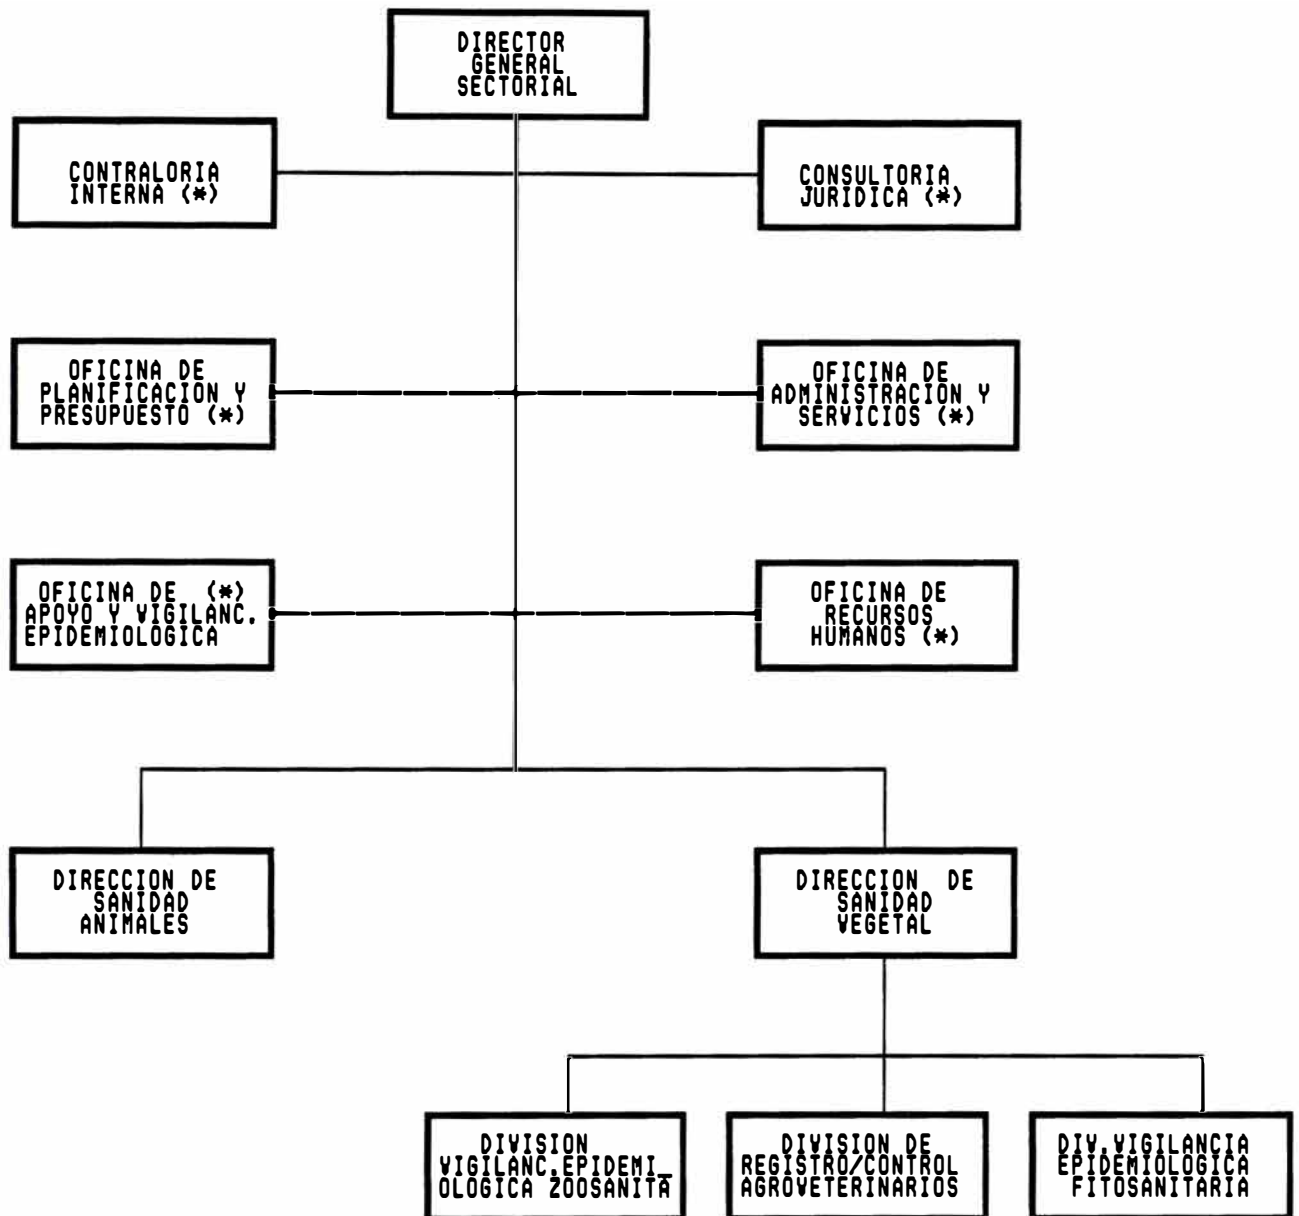 DIRECTOR
GENERAL
SECTORIAL
CONTRALORIA
INTERNA (*)
CONSULTORIA
JURIDICA (*)
OFICINA DE
PLANIFICACION Y
PRESUPUESTO (*)
OFICINA DE
ADMINISTRACION Y
SERVICIOS (*)
OFICINA DE (*)
APOYO Y VIGILANC.
EPIDEMIOLOGICA
OFICINA DE
RECURSOS
HUMANOS (*)
DIRECCION DE
SANIDAD
ANIMALES
DIRECCION DE
SANIDAD
VEGETAL
DIVISION
VIGILANC.EPIDEMI_
OLOGICA ZOOSANITA
DIVISION DE
REGISTRO/CONTROL
AGROVETERINARIOS
DIV.VIGILANCIA
EPIDEMIOLOGICA
FITOSANITARIA